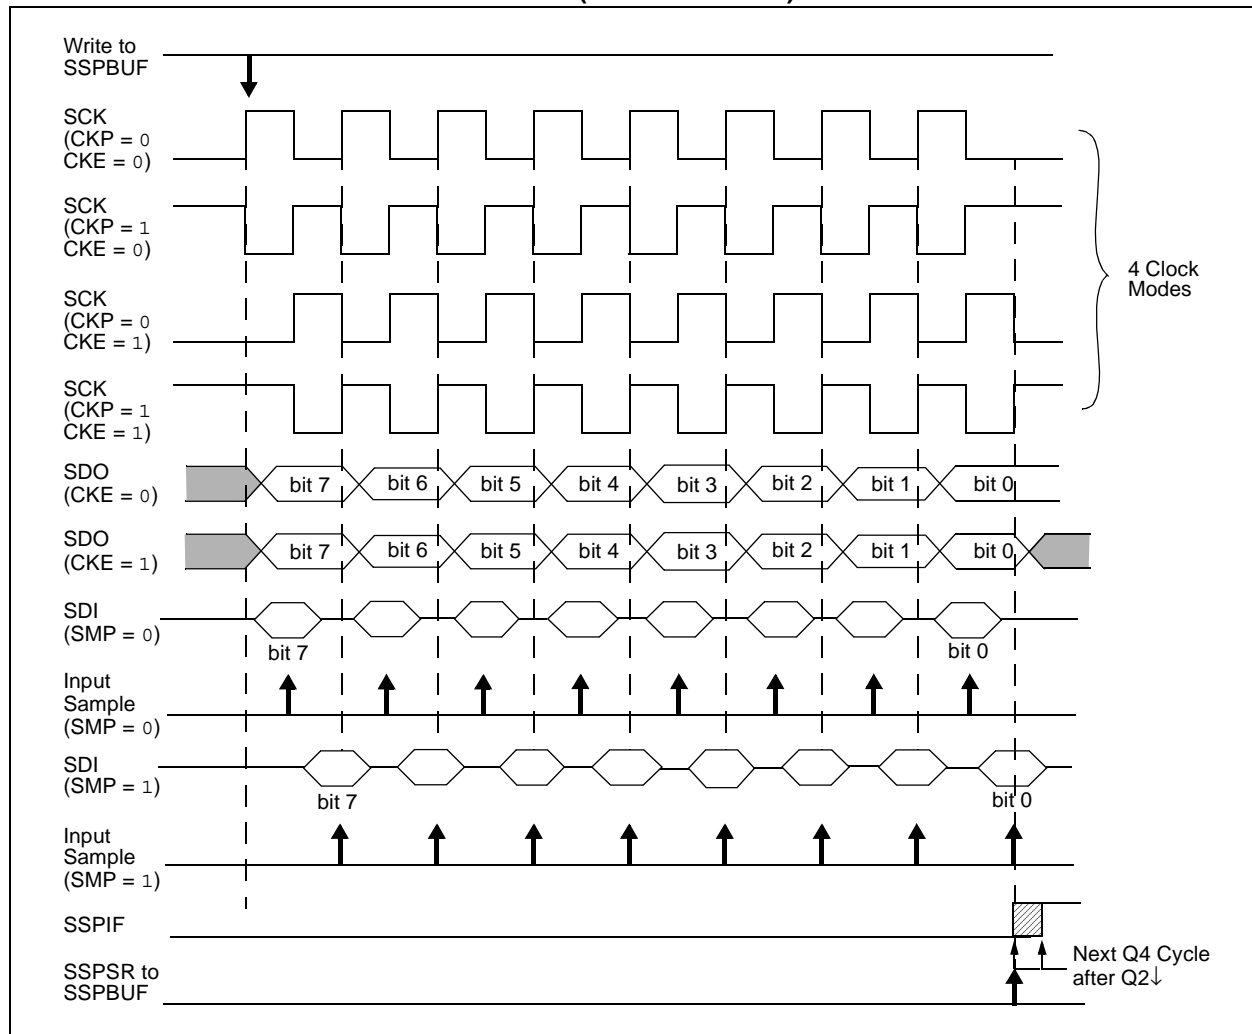 Write to
SSPBUF
SCK
(CKP = 0
CKE = 0)
SCK
(CKP = 1
CKE = 0)
4 Clock
Modes
SCK
(CKP = 0
CKE = 1)
SCK
(CKP = 1
CKE = 1)
SDO
(CKE = 0)
bit 7 bit 6 bit 5 bit 4 bit 3 bit 2 bit 1 bit 0
SDO
(CKE = 1)
bit 7 bit 6 bit 5 bit 4 bit 3 bit 2 bit 1 bit 0
SDI
(SMP = 0)
bit 7 bit 0
Input
Sample
(SMP = 0)
SDI
(SMP = 1)
bit 7 bit 0
Input
Sample
(SMP = 1)
SSPIF
Next Q4 Cycle
after Q2↓
SSPSR to
SSPBUF